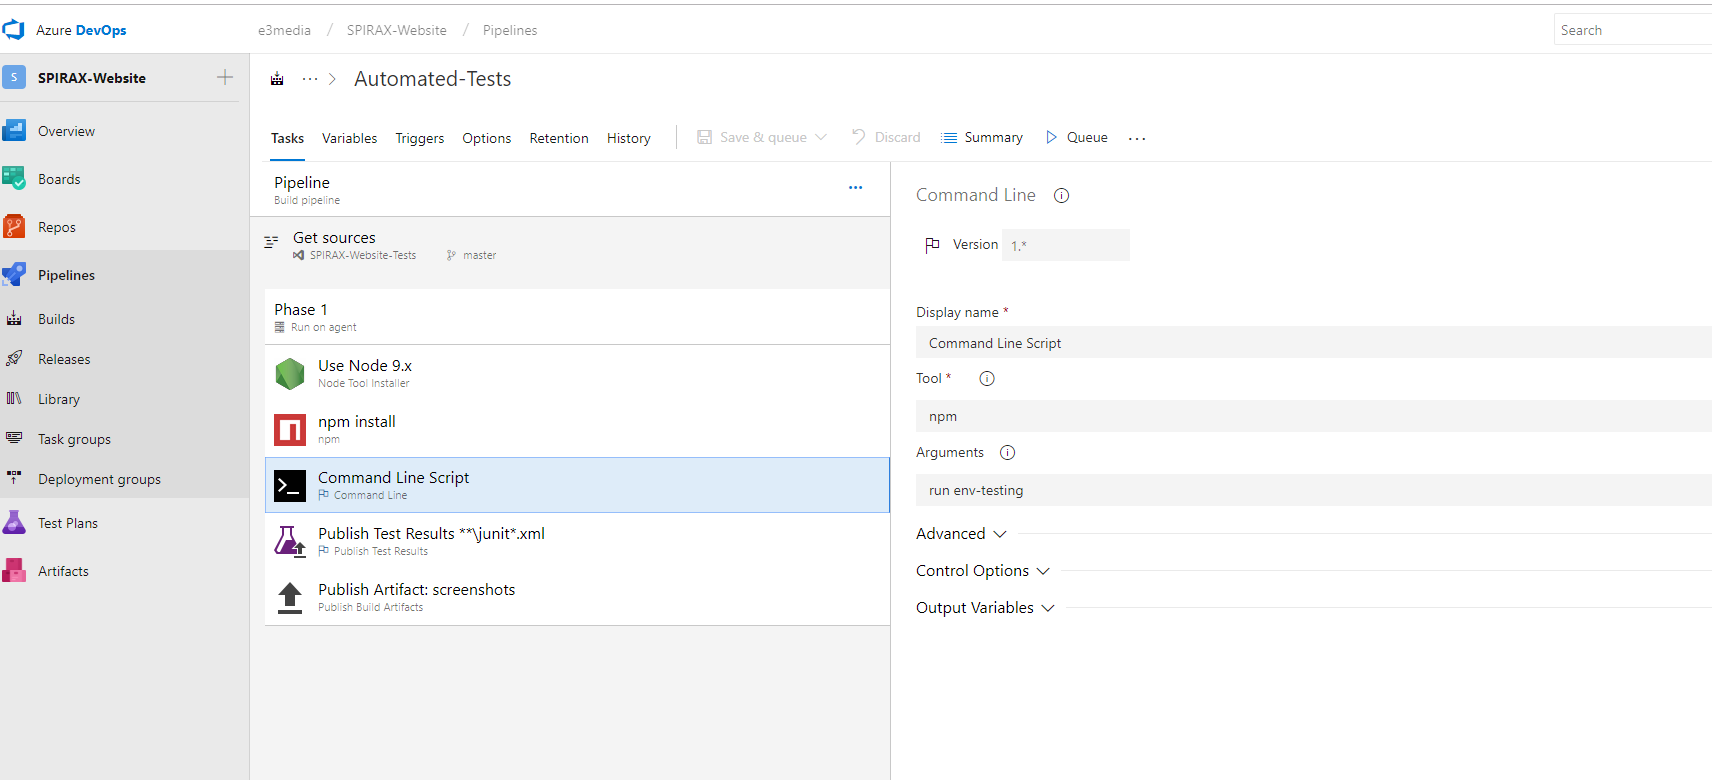 Azure DevOps
e3media / SPIRAX-Website / Pipelines
Search
S SPIRAX-Website
Overview
Boards
Repos
Pipelines
Builds
Releases
Library
Task groups
Deployment groups
Test Plans
Artifacts
... > Automated-Tests
Tasks Variables Triggers Options Retention History Save & queue Discard Summary Queue ...
Pipeline
Build pipeline
...
Get sources
SPIRAX-Website-Tests master
Phase 1
Run on agent
Use Node 9.x
Node Tool Installer
npm install
npm
Command Line Script
Command Line
Publish Test Results **\junit*.xml
Publish Test Results
Publish Artifact: screenshots
Publish Build Artifacts
Command Line
Version 1.*
Display name *
Command Line Script
Tool *
npm
Arguments
run env-testing
Advanced
Control Options
Output Variables